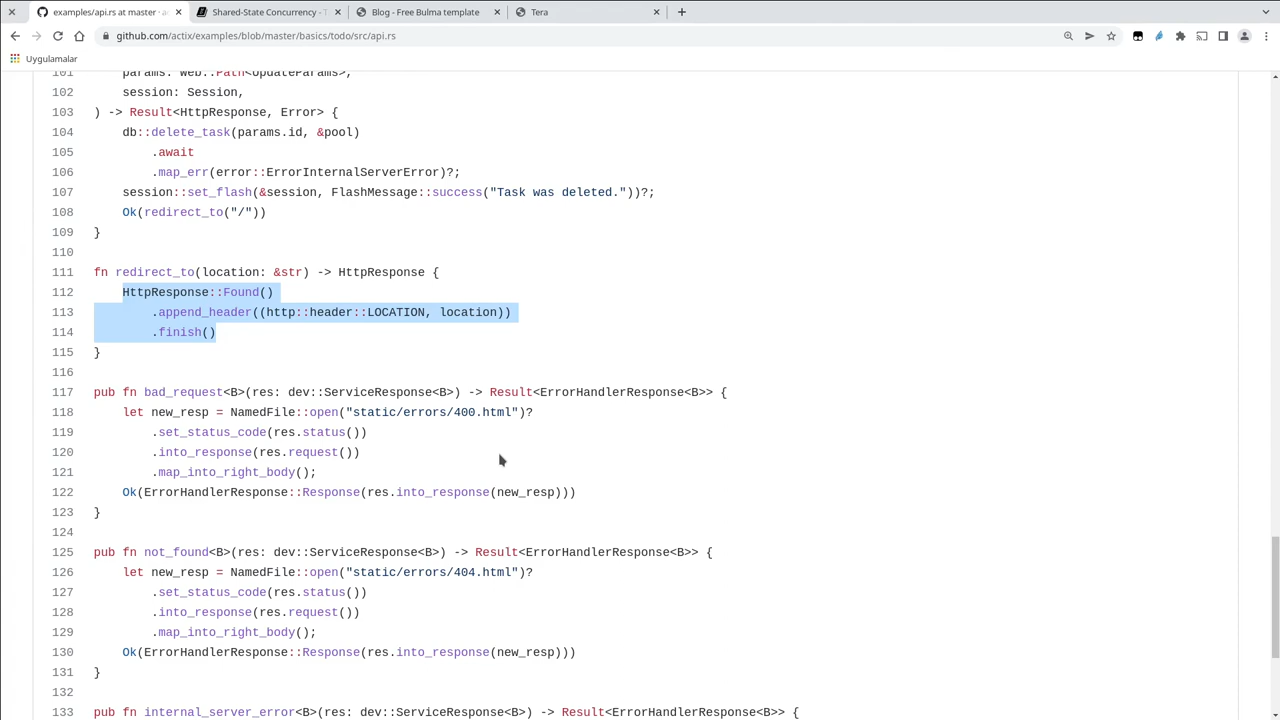 examples/api.rs at master · a
Shared-State Concurrency - T
Blog - Free Bulma template
Tera
github.com/actix/examples/blob/master/basics/todo/src/api.rs
Uygulamalar
101 params: web::Path<UpdateParams>,
102 session: Session,
103 ) -> Result<HttpResponse, Error> {
104 db::delete_task(params.id, &pool)
105 .await
106 .map_err(error::ErrorInternalServerError)?;
107 session::set_flash(&session, FlashMessage::success("Task was deleted."))?;
108 Ok(redirect_to("/"))
109 }
110
111 fn redirect_to(location: &str) -> HttpResponse {
112 HttpResponse::Found()
113 .append_header((http::header::LOCATION, location))
114 .finish()
115 }
116
117 pub fn bad_request<B>(res: dev::ServiceResponse<B>) -> Result<ErrorHandlerResponse<B>> {
118 let new_resp = NamedFile::open("static/errors/400.html")?
119 .set_status_code(res.status())
120 .into_response(res.request())
121 .map_into_right_body();
122 Ok(ErrorHandlerResponse::Response(res.into_response(new_resp)))
123 }
124
125 pub fn not_found<B>(res: dev::ServiceResponse<B>) -> Result<ErrorHandlerResponse<B>> {
126 let new_resp = NamedFile::open("static/errors/404.html")?
127 .set_status_code(res.status())
128 .into_response(res.request())
129 .map_into_right_body();
130 Ok(ErrorHandlerResponse::Response(res.into_response(new_resp)))
131 }
132
133 pub fn internal_server_error<B>(res: dev::ServiceResponse<B>) -> Result<ErrorHandlerResponse<B>> {